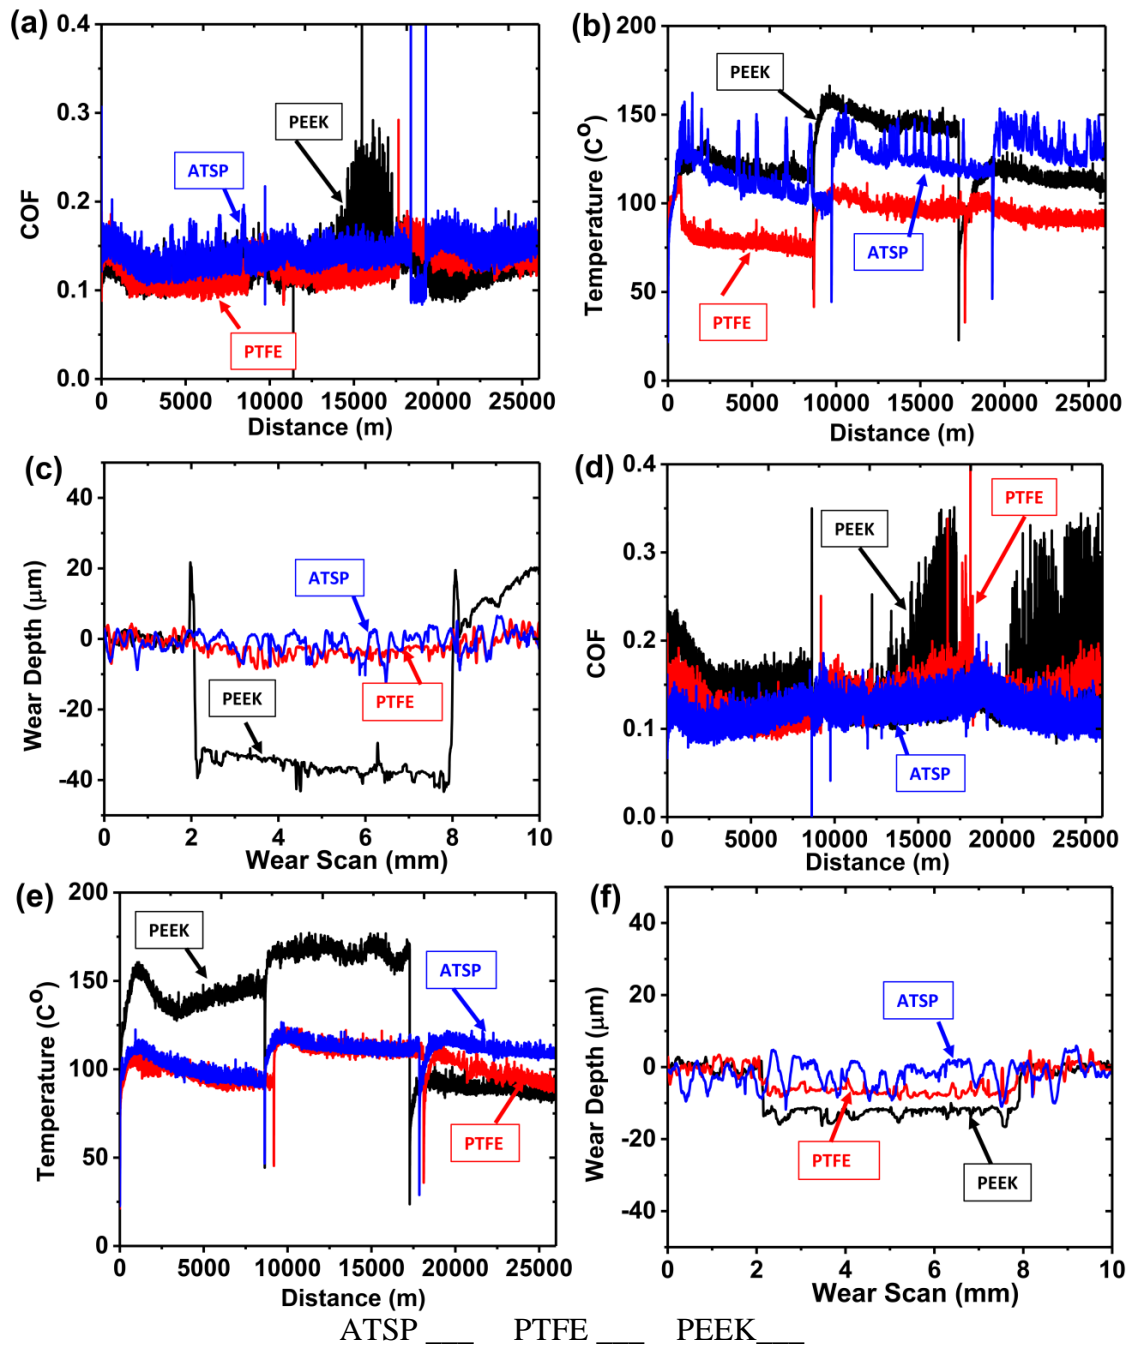 (a)
0.4
0.3
0.2
0.1
0.0
COF
PEEK
ATSP
PTFE
0 5000 10000 15000 20000 25000
Distance (m)
(b)
200
150
100
50
0
Temperature (C⁰)
PEEK
ATSP
PTFE
0 5000 10000 15000 20000 25000
Distance (m)
(c)
40
20
0
-20
-40
Wear Depth (μm)
ATSP
PTFE
PEEK
0 2 4 6 8 10
Wear Scan (mm)
(d)
0.4
0.3
0.2
0.1
0.0
COF
PTFE
PEEK
ATSP
0 5000 10000 15000 20000 25000
Distance (m)
(e)
200
150
100
50
0
Temperature (C⁰)
PEEK
ATSP
PTFE
0 5000 10000 15000 20000 25000
Distance (m)
(f)
40
20
0
-20
-40
Wear Depth (μm)
ATSP
PTFE
PEEK
0 2 4 6 8 10
Wear Scan (mm)
ATSP ___ PTFE ___ PEEK___